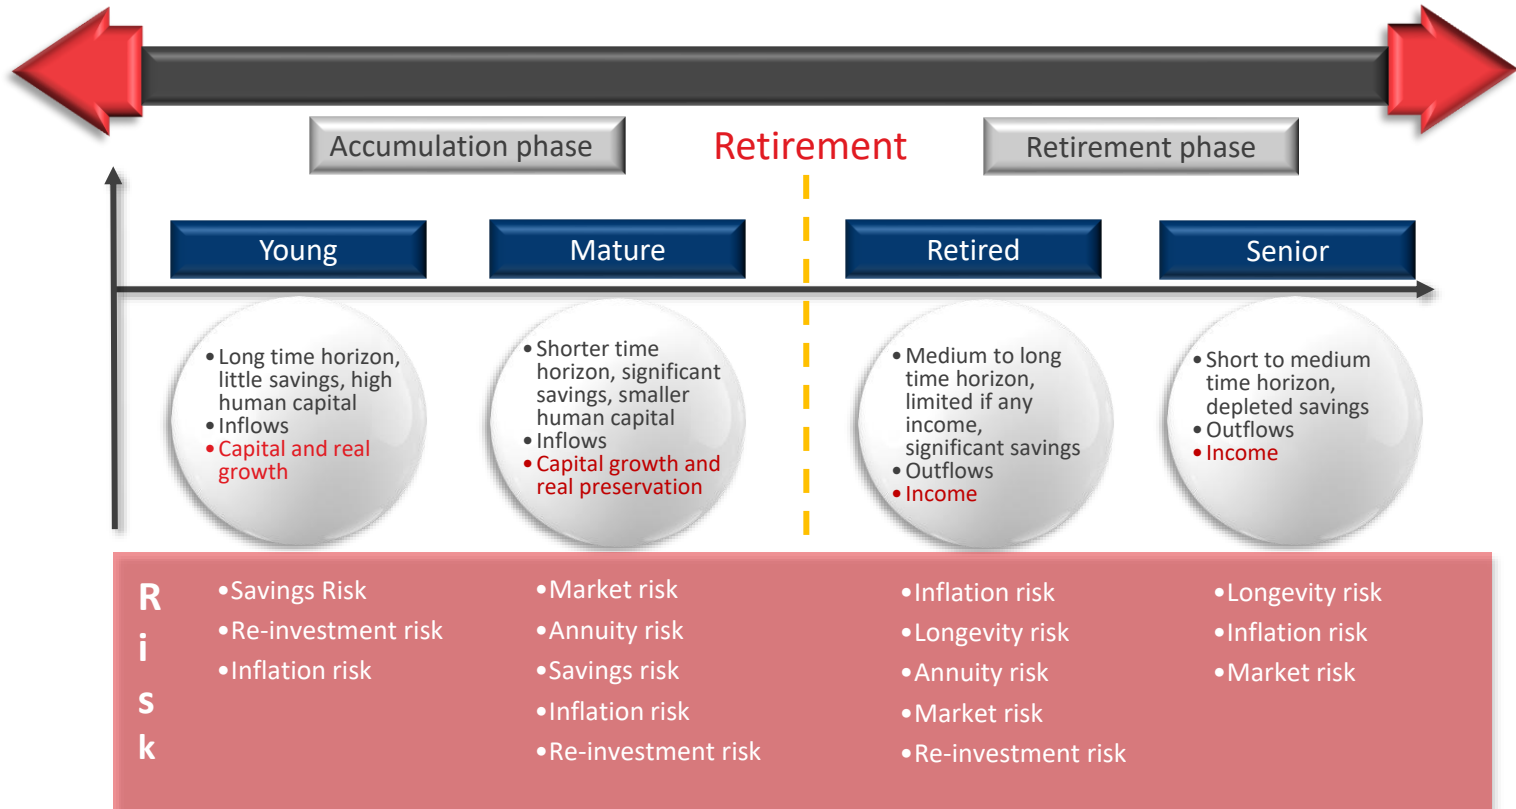 Accumulation phase
Retirement
Retirement phase
Young
Mature
Retired
Senior
•Long time horizon,
little savings, high
human capital
•Inflows
•Capital and real
growth
•Shorter time
horizon, significant
savings, smaller
human capital
•Inflows
•Capital growth and
real preservation
•Medium to long
time horizon,
limited if any
income,
significant savings
•Outflows
•Income
•Short to medium
time horizon,
depleted savings
•Outflows
•Income
R
i
s
k
•Savings Risk
•Re-investment risk
•Inflation risk
•Market risk
•Annuity risk
•Savings risk
•Inflation risk
•Re-investment risk
•Inflation risk
•Longevity risk
•Annuity risk
•Market risk
•Re-investment risk
•Longevity risk
•Inflation risk
•Market risk